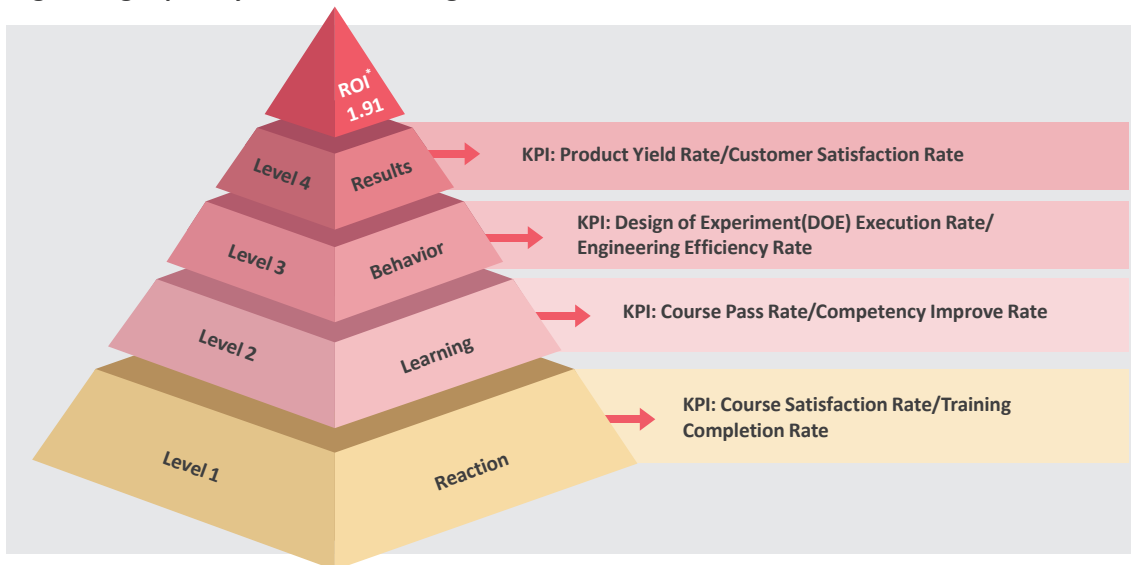 ROI*
1.91
Level 4
Results
KPI: Product Yield Rate/Customer Satisfaction Rate
Level 3
Behavior
KPI: Design of Experiment(DOE) Execution Rate/
Engineering Efficiency Rate
Level 2
Learning
KPI: Course Pass Rate/Competency Improve Rate
Level 1
Reaction
KPI: Course Satisfaction Rate/Training
Completion Rate